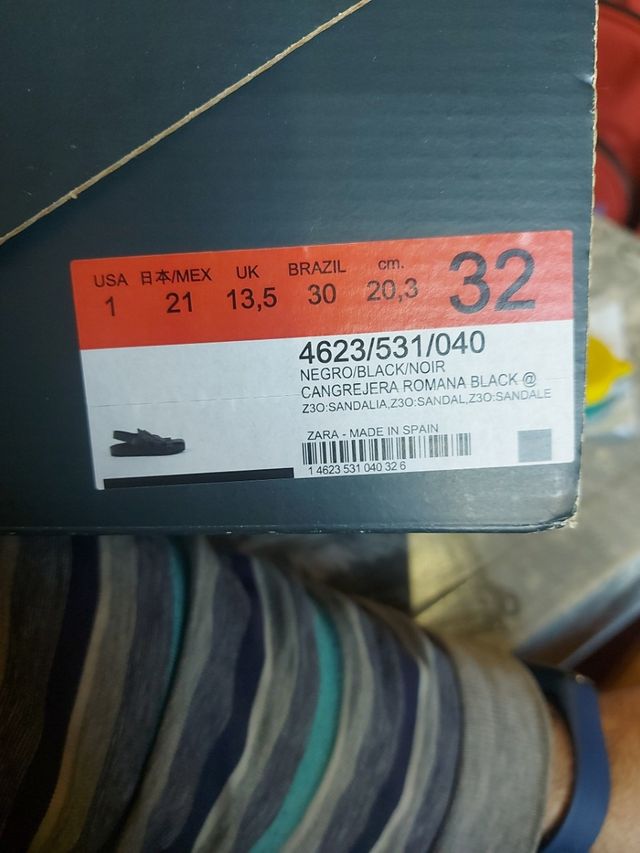 USA 日本/MEX UK BRAZIL cm. 32
1 21 13,5 30 20,3
4623/531/040
NEGRO/BLACK/NOIR
CANGREJERA ROMANA BLACK @
Z3O:SANDALIA,Z3O:SANDAL,Z3O:SANDALE
ZARA - MADE IN SPAIN
1 4623 531 040 32 6